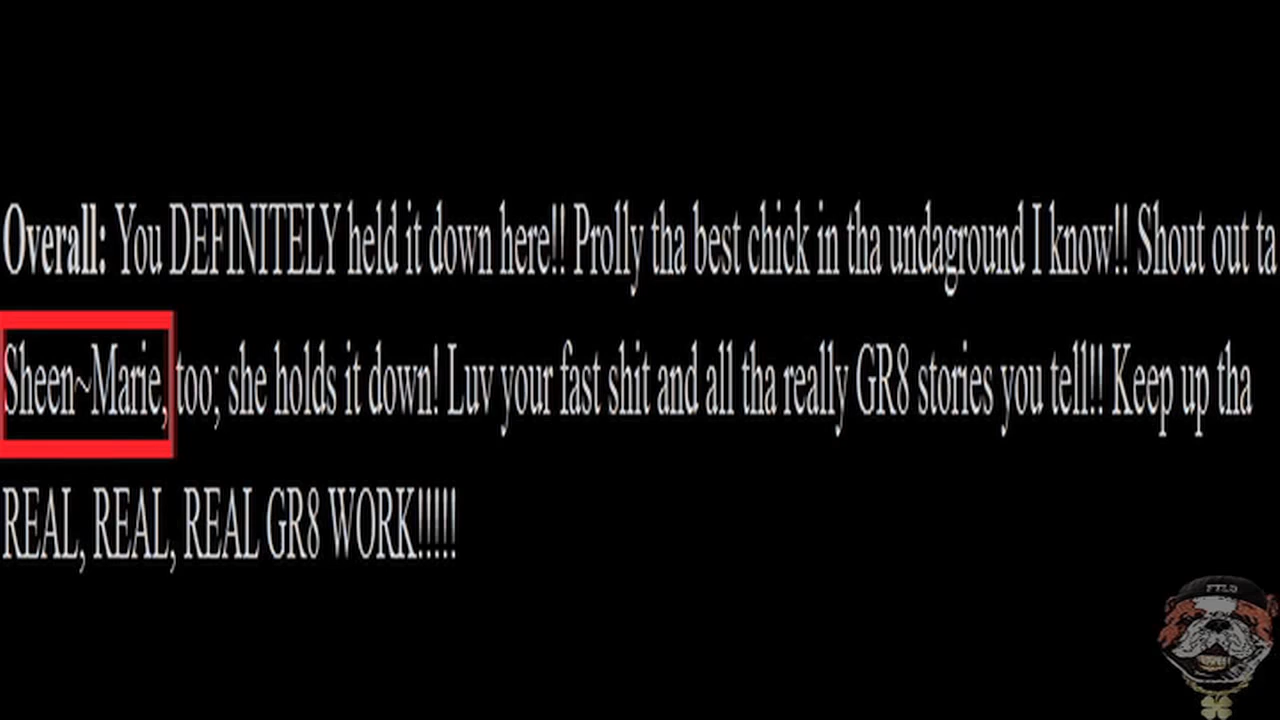 Overall: You DEFINITELY held it down here!! Prolly tha best chick in tha undaground I know!! Shout out ta
Sheen~Marie, too; she holds it down! Luv your fast shit and all tha really GR8 stories you tell!! Keep up tha
REAL, REAL, REAL GR8 WORK!!!!!